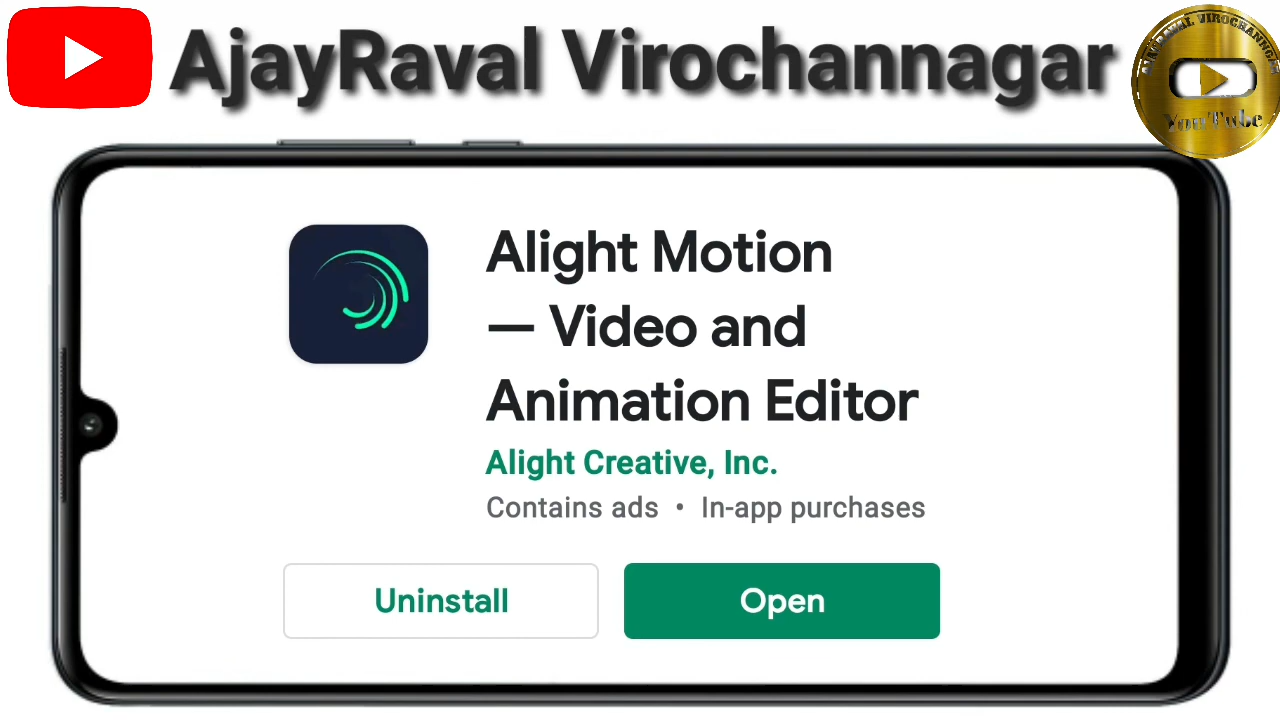 AjayRaval Virochannagar
YouTube
Alight Motion
— Video and
Animation Editor
Alight Creative, Inc.
Contains ads • In-app purchases
Uninstall
Open